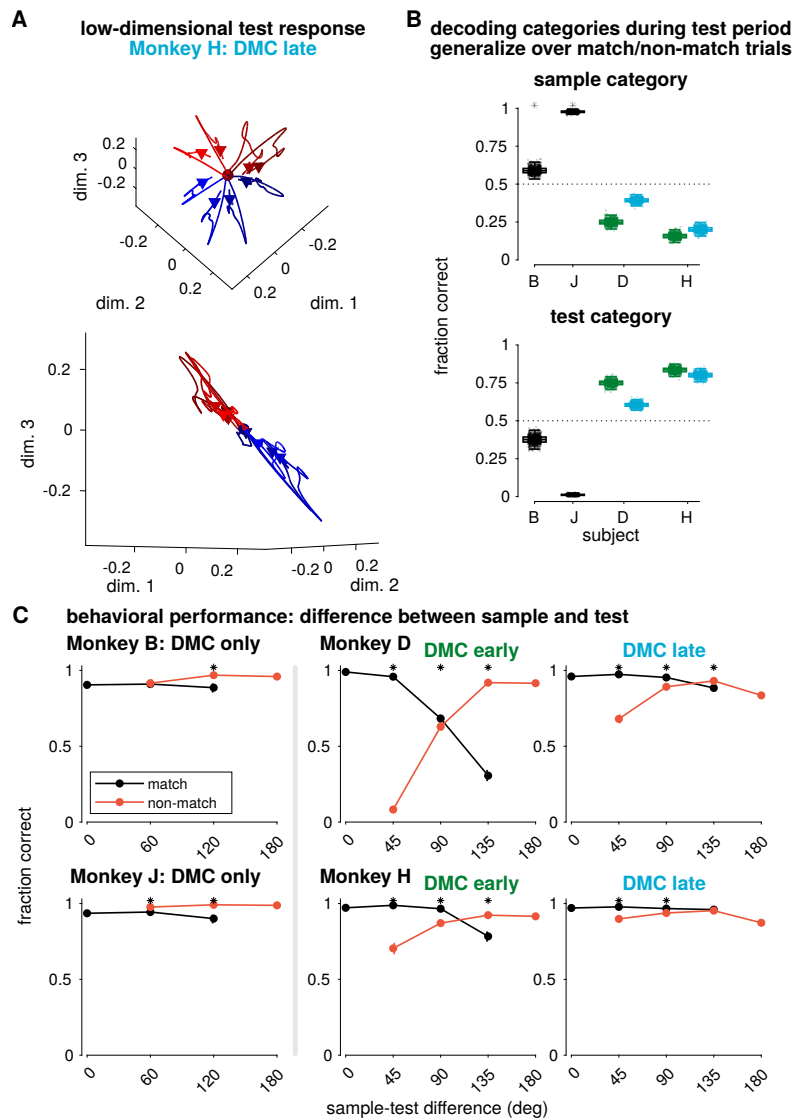 A
low-dimensional test response
Monkey H: DMC late
dim. 3
0.2
0
-0.2
-0.2
0
0.2
dim. 2
-0.2
0
0.2
dim. 1
dim. 3
0.2
0
-0.2
-0.2
0
0.2
dim. 1
-0.2
0
0.2
dim. 2
B
decoding categories during test period
generalize over match/non-match trials
sample category
fraction correct
1
0.75
0.5
0.25
0
B
J
D
H
test category
1
0.75
0.5
0.25
0
B
J
D
H
subject
C
behavioral performance: difference between sample and test
fraction correct
Monkey B: DMC only
1
0.5
0
match
non-match
0
60
120
180
Monkey D
DMC early
1
0.5
0
0
45
90
135
180
DMC late
1
0.5
0
0
45
90
135
180
Monkey J: DMC only
1
0.5
0
0
60
120
180
Monkey H
DMC early
1
0.5
0
0
45
90
135
180
DMC late
1
0.5
0
0
45
90
135
180
sample-test difference (deg)